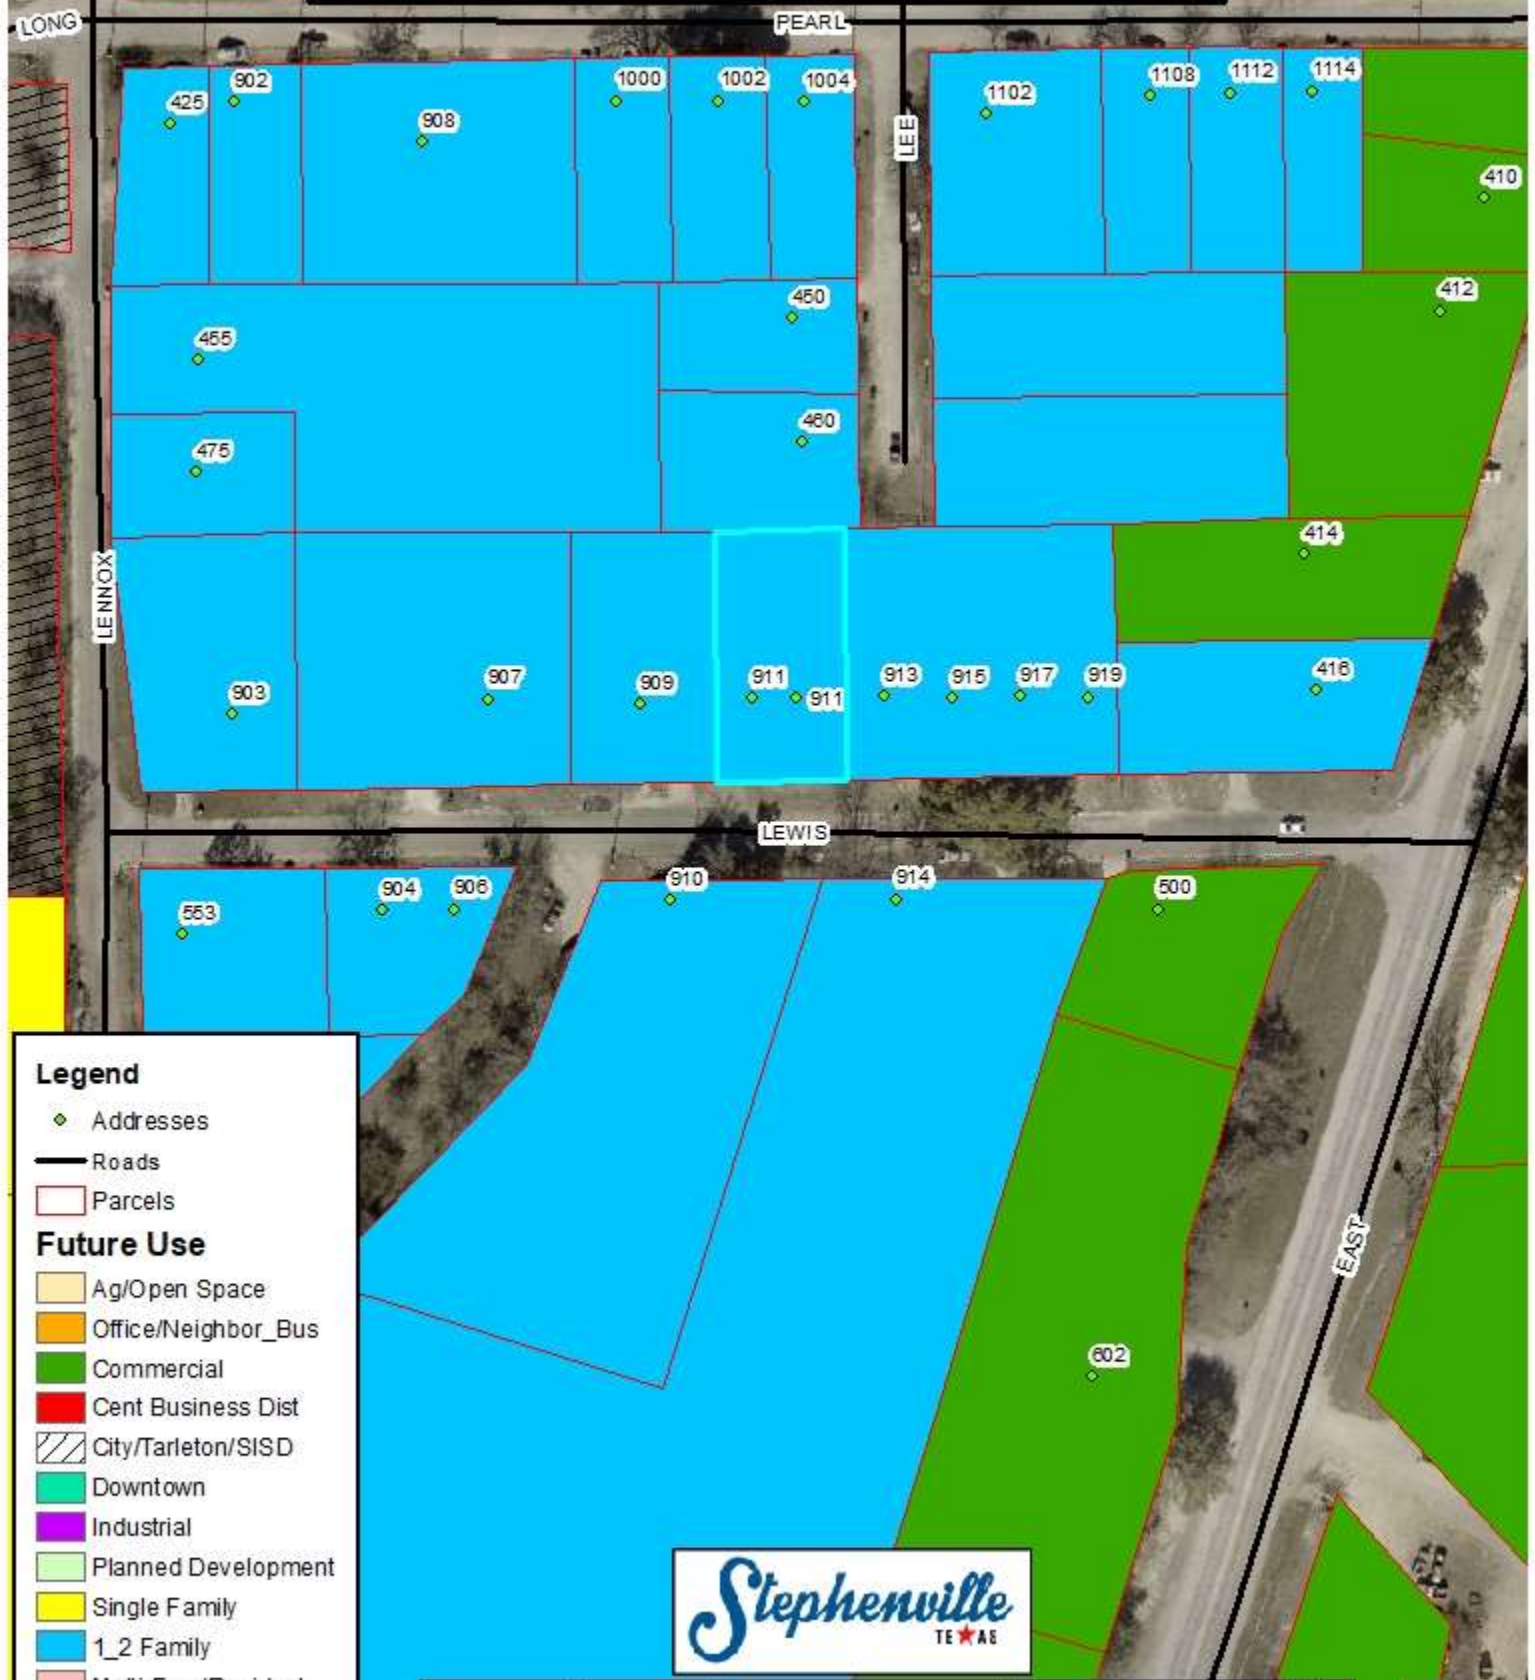 LONG
PEARL
425
902
908
1000
1002
1004
LEE
1102
1108
1112
1114
410
455
450
412
475
460
414
LENNOX
903
907
909
911
911
913
915
917
919
416
LEWIS
553
904
906
910
914
500
602
EAST
Legend
Addresses
Roads
Parcels
Future Use
Ag/Open Space
Office/Neighbor_Bus
Commercial
Cent Business Dist
City/Tarleton/SISD
Downtown
Industrial
Planned Development
Single Family
1_2 Family
Stephenville
TEXAS